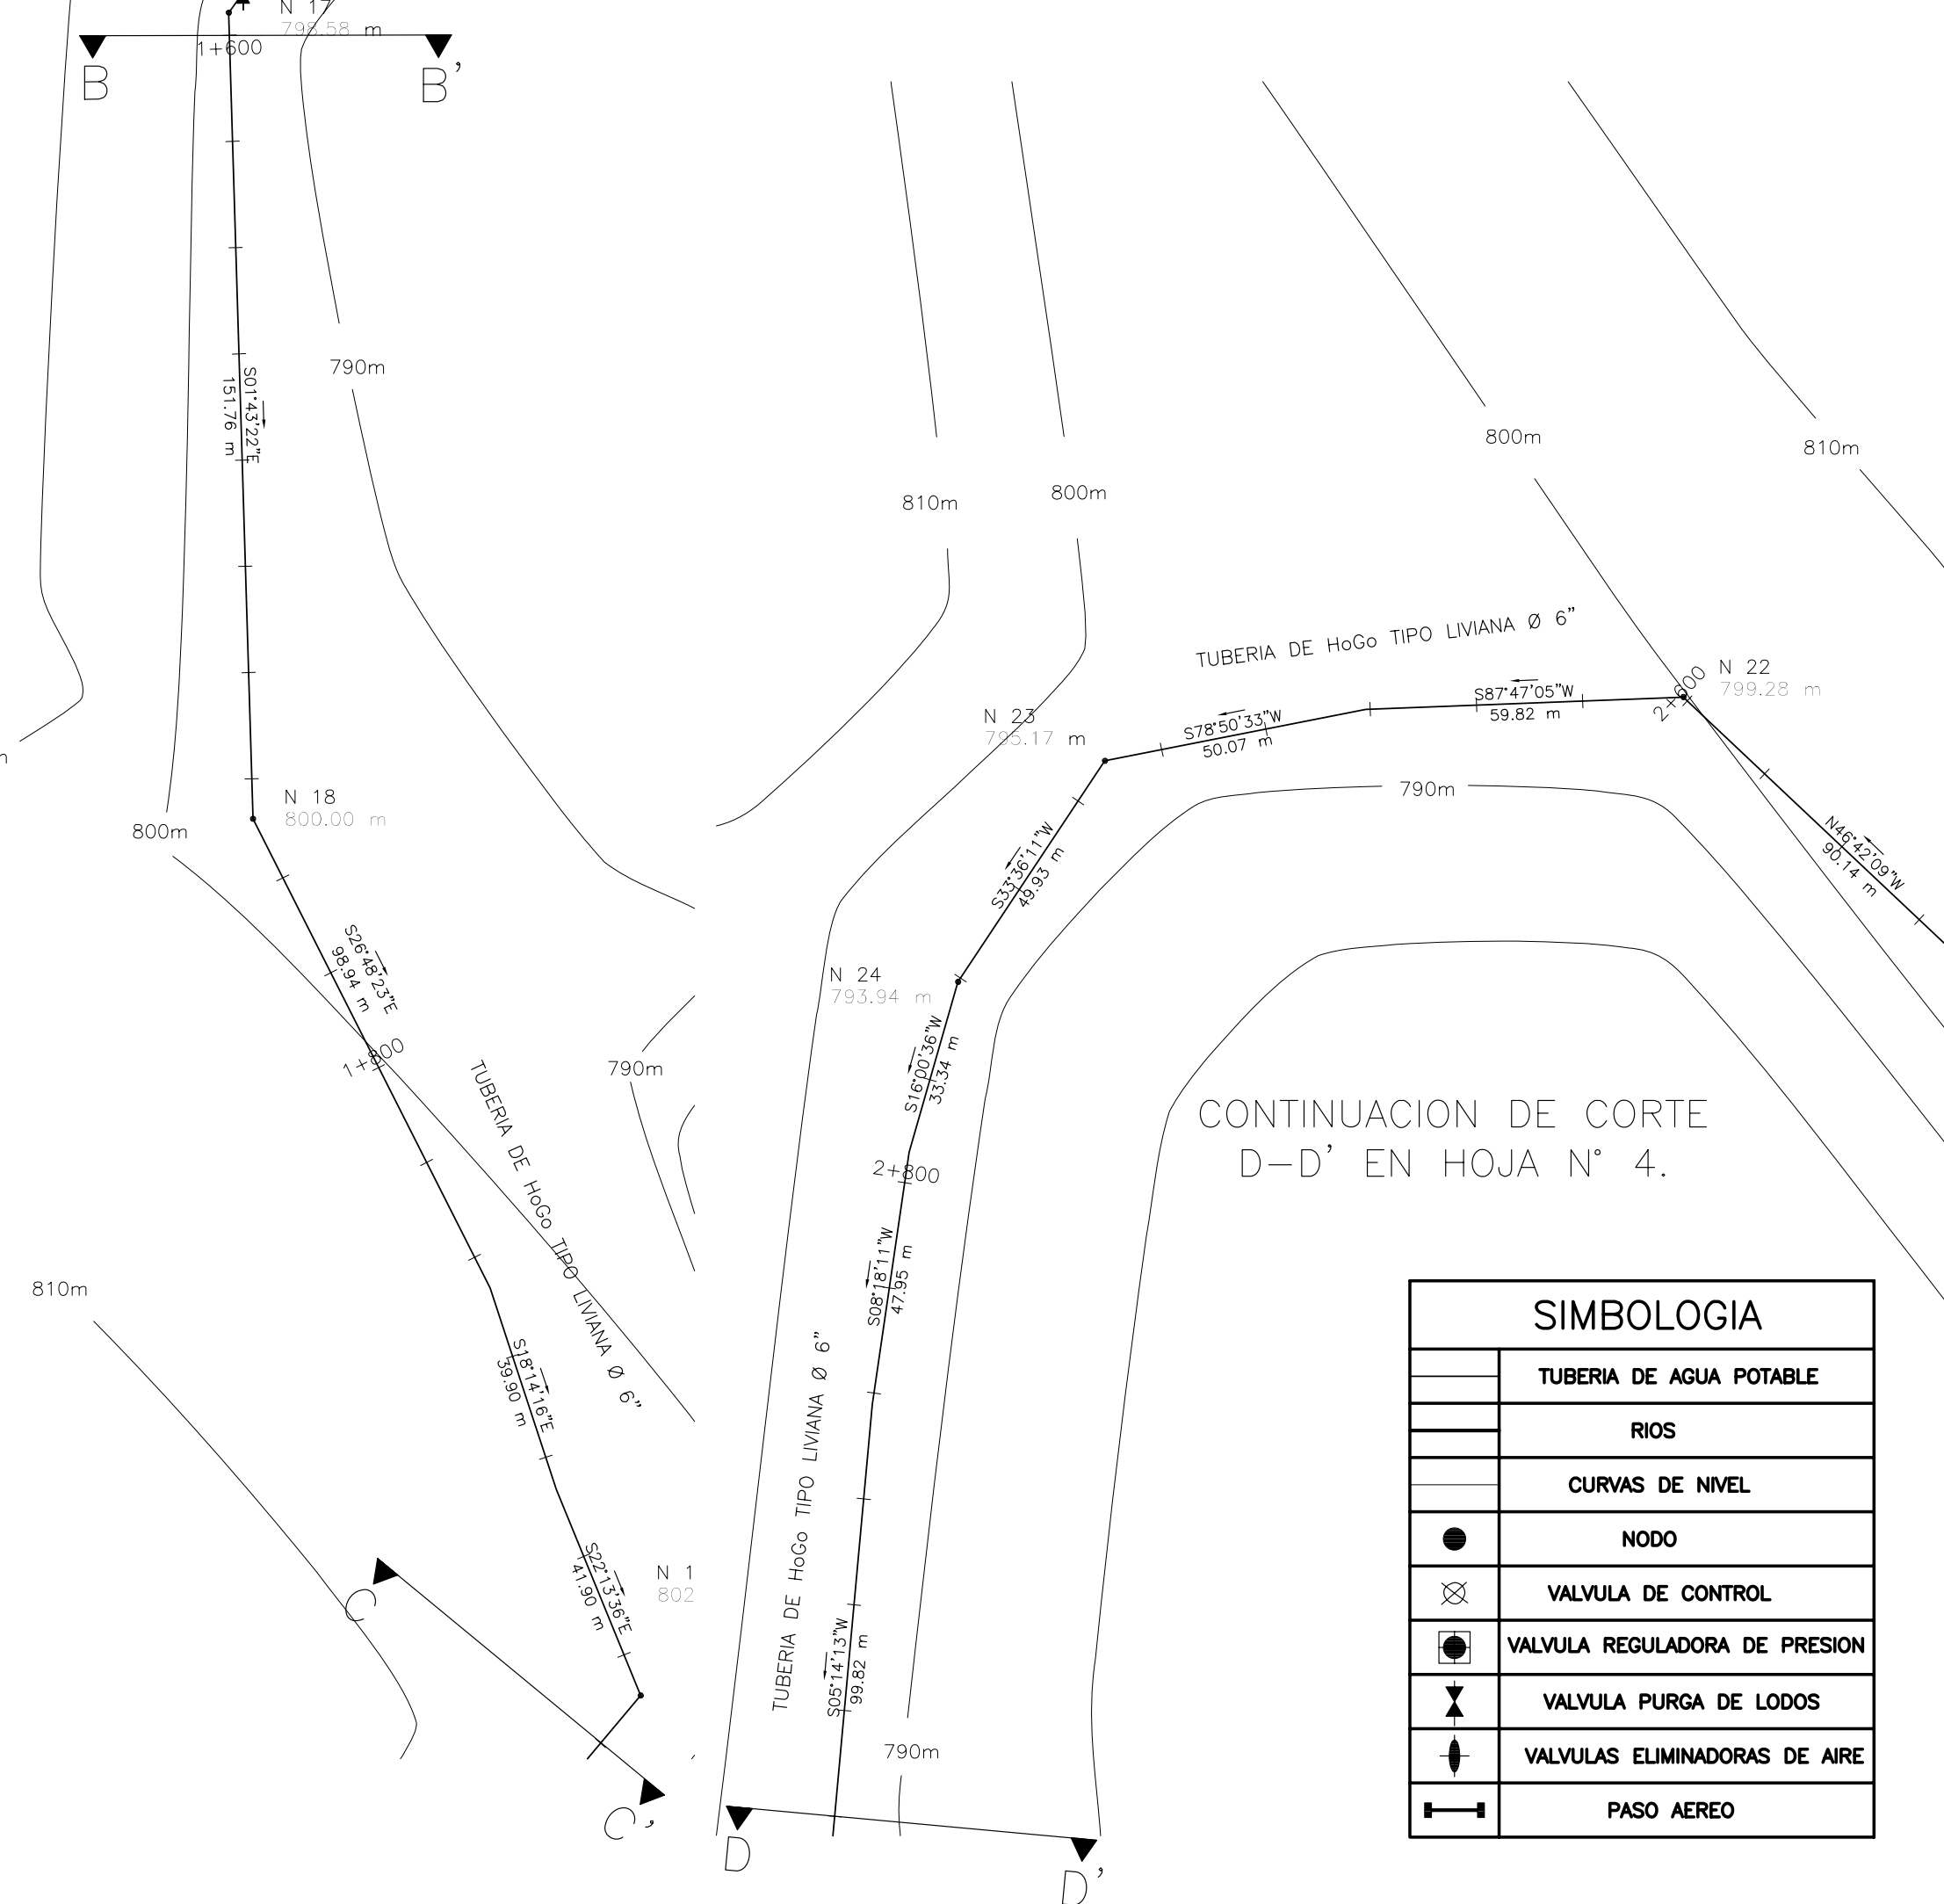 N 17
798.58 m
1+600
B
B'
790m
S01°43'22"E
151.76 m
N 18
800.00 m
800m
S26°48'23"E
98.94 m
1+800
TUBERIA DE HoGo TIPO LIVIANA Ø 6"
790m
810m
S18°14'16"E
39.90 m
S22°13'36"E
41.90 m
N 1
802
C
C'
810m
800m
800m
810m
TUBERIA DE HoGo TIPO LIVIANA Ø 6"
N 22
799.28 m
2+600
S87°47'05"W
59.82 m
S78°50'33"W
50.07 m
N 23
795.17 m
790m
N46°42'09"W
90.14 m
S33°36'11"W
49.93 m
N 24
793.94 m
S16°00'36"W
33.34 m
2+800
S08°18'11"W
47.95 m
TUBERIA DE HoGo TIPO LIVIANA Ø 6"
S05°14'13"W
99.82 m
790m
D
D'
CONTINUACION DE CORTE
D-D' EN HOJA N° 4.
SIMBOLOGIA
TUBERIA DE AGUA POTABLE
RIOS
CURVAS DE NIVEL
NODO
VALVULA DE CONTROL
VALVULA REGULADORA DE PRESION
VALVULA PURGA DE LODOS
VALVULAS ELIMINADORAS DE AIRE
PASO AEREO